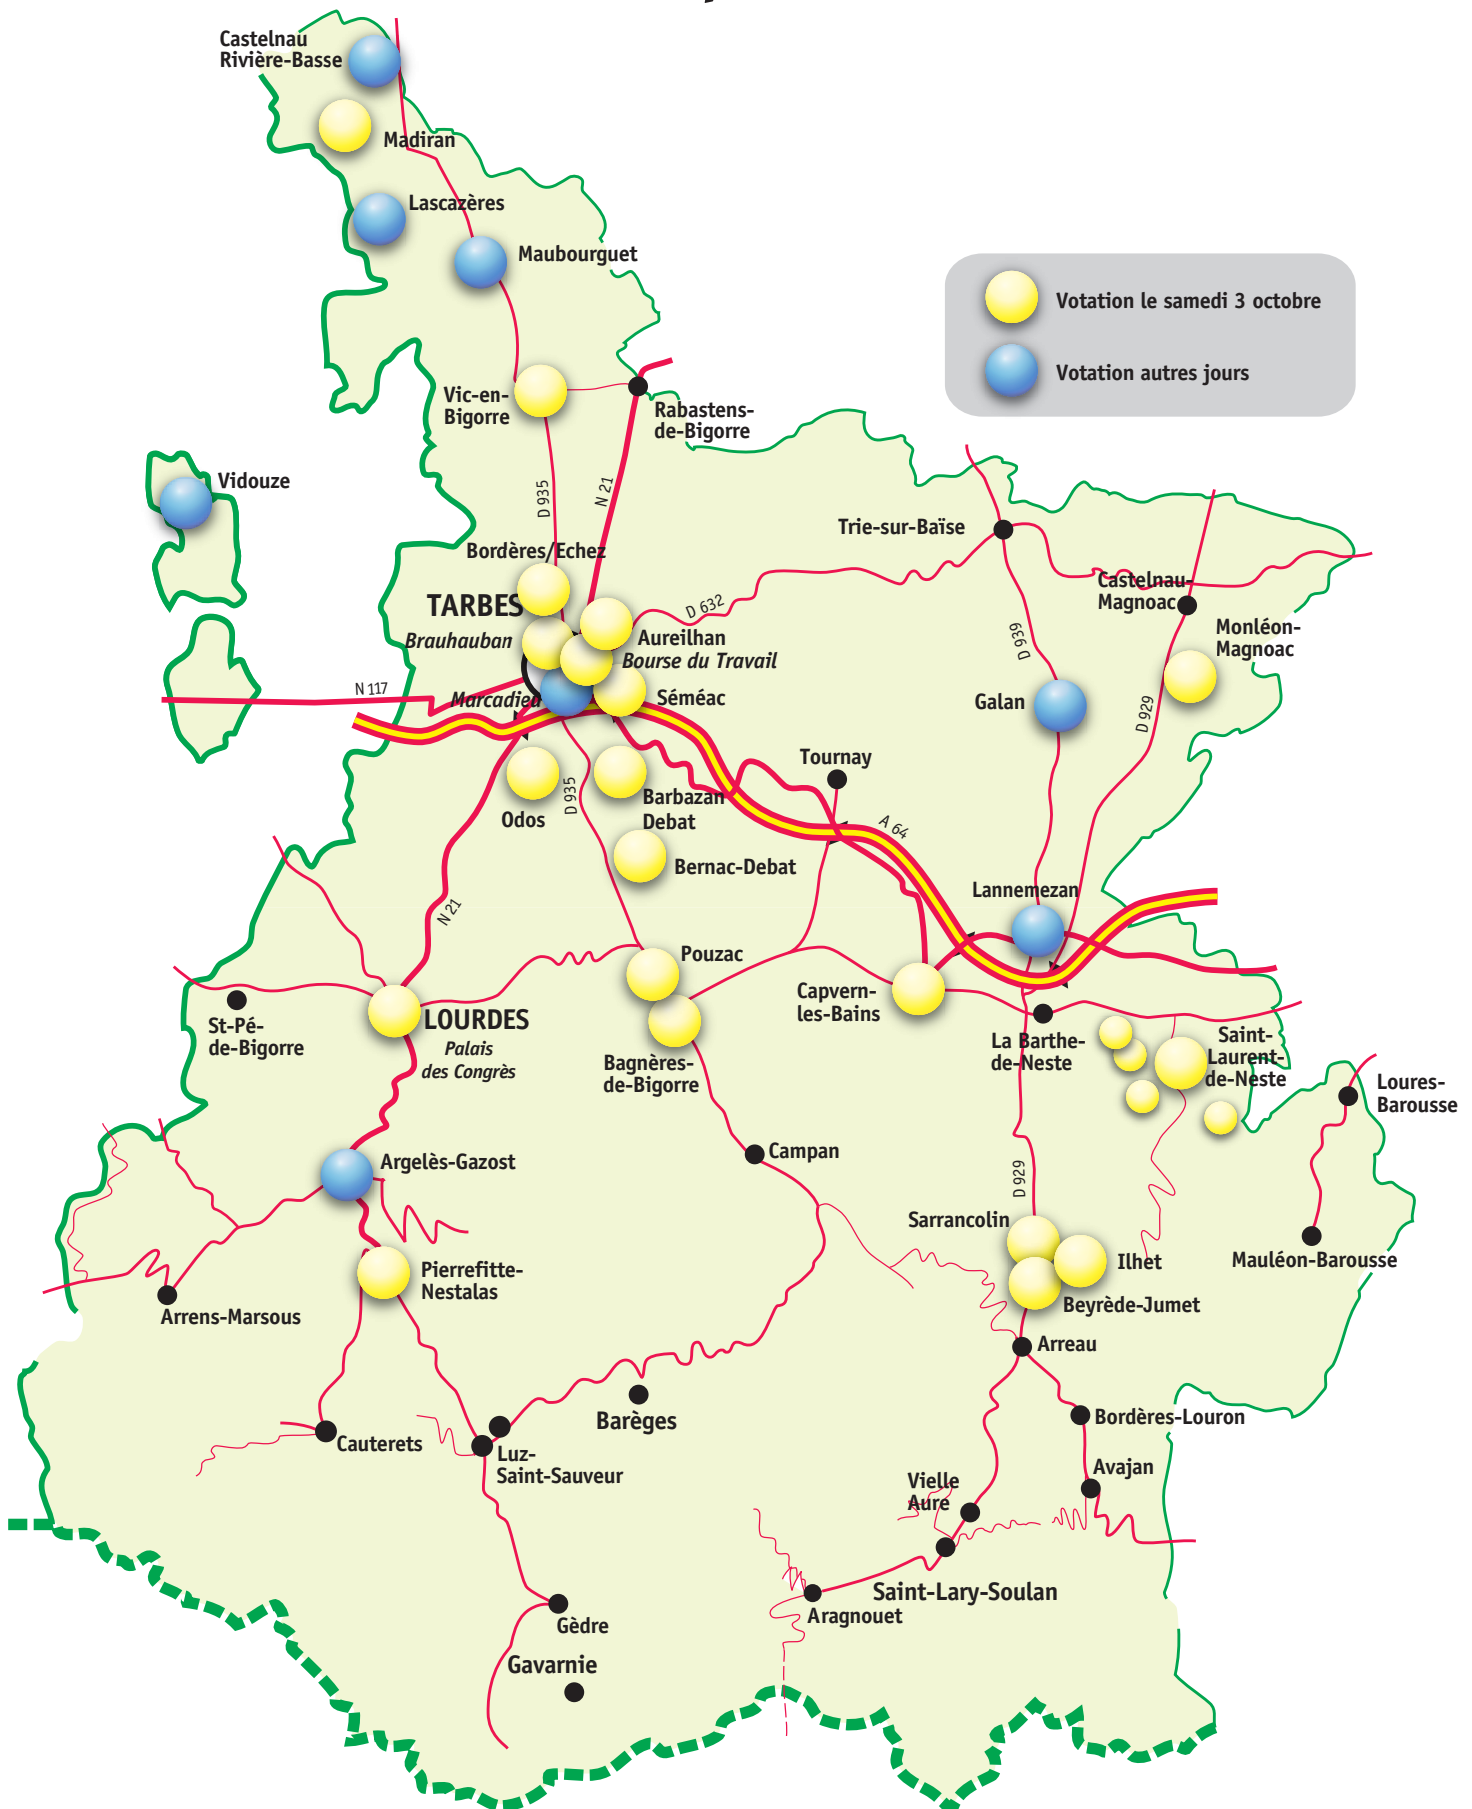 Castelnau
Rivière-Basse
Madiran
Lascazères
Maubourguet
Votation le samedi 3 octobre
Votation autres jours
Vic-en-
Bigorre
Rabastens-
de-Bigorre
Vidouze
D 935
N 21
Trie-sur-Baïse
Bordères/Echez
TARBES
Brauhauban
D 632
Aureilhan
Bourse du Travail
Castelnau-
Magnoac
Monléon-
Magnoac
D 939
N 117
Marcadieu
Séméac
Galan
D 929
Tournay
Odos
D 935
Barbazan
Debat
A 64
Bernac-Debat
Lannemezan
N 21
Pouzac
Capvern-
les-Bains
St-Pé-
de-Bigorre
LOURDES
Palais
des Congrès
Bagnères-
de-Bigorre
La Barthe-
de-Neste
Saint-
Laurent-
de-Neste
Loures-
Barousse
Argelès-Gazost
Campan
D 929
Sarrancolin
Ilhet
Mauléon-Barousse
Pierrefitte-
Nestalas
Beyrède-Jumet
Arrens-Marsous
Arreau
Barèges
Bordères-Louron
Cauterets
Luz-
Saint-Sauveur
Avajan
Vielle
Aure
Saint-Lary-Soulan
Aragnouet
Gèdre
Gavarnie